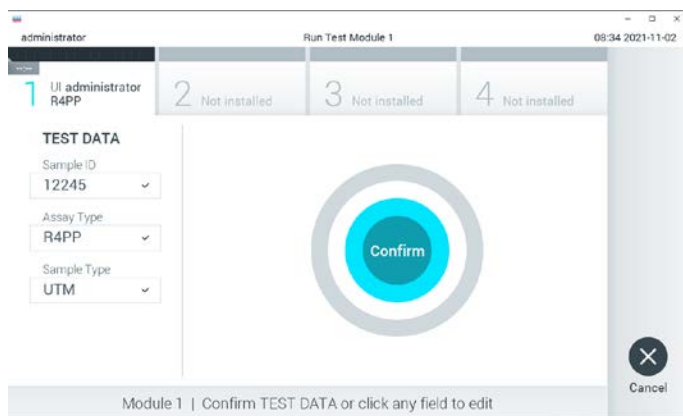 administrator Run Test Module 1 08:34 2021-11-02
1 UI administrator
R4PP
2 Not installed
3 Not installed
4 Not installed
TEST DATA
Sample ID
12245
Assay Type
R4PP
Sample Type
UTM
Confirm
Cancel
Module 1 | Confirm TEST DATA or click any field to edit